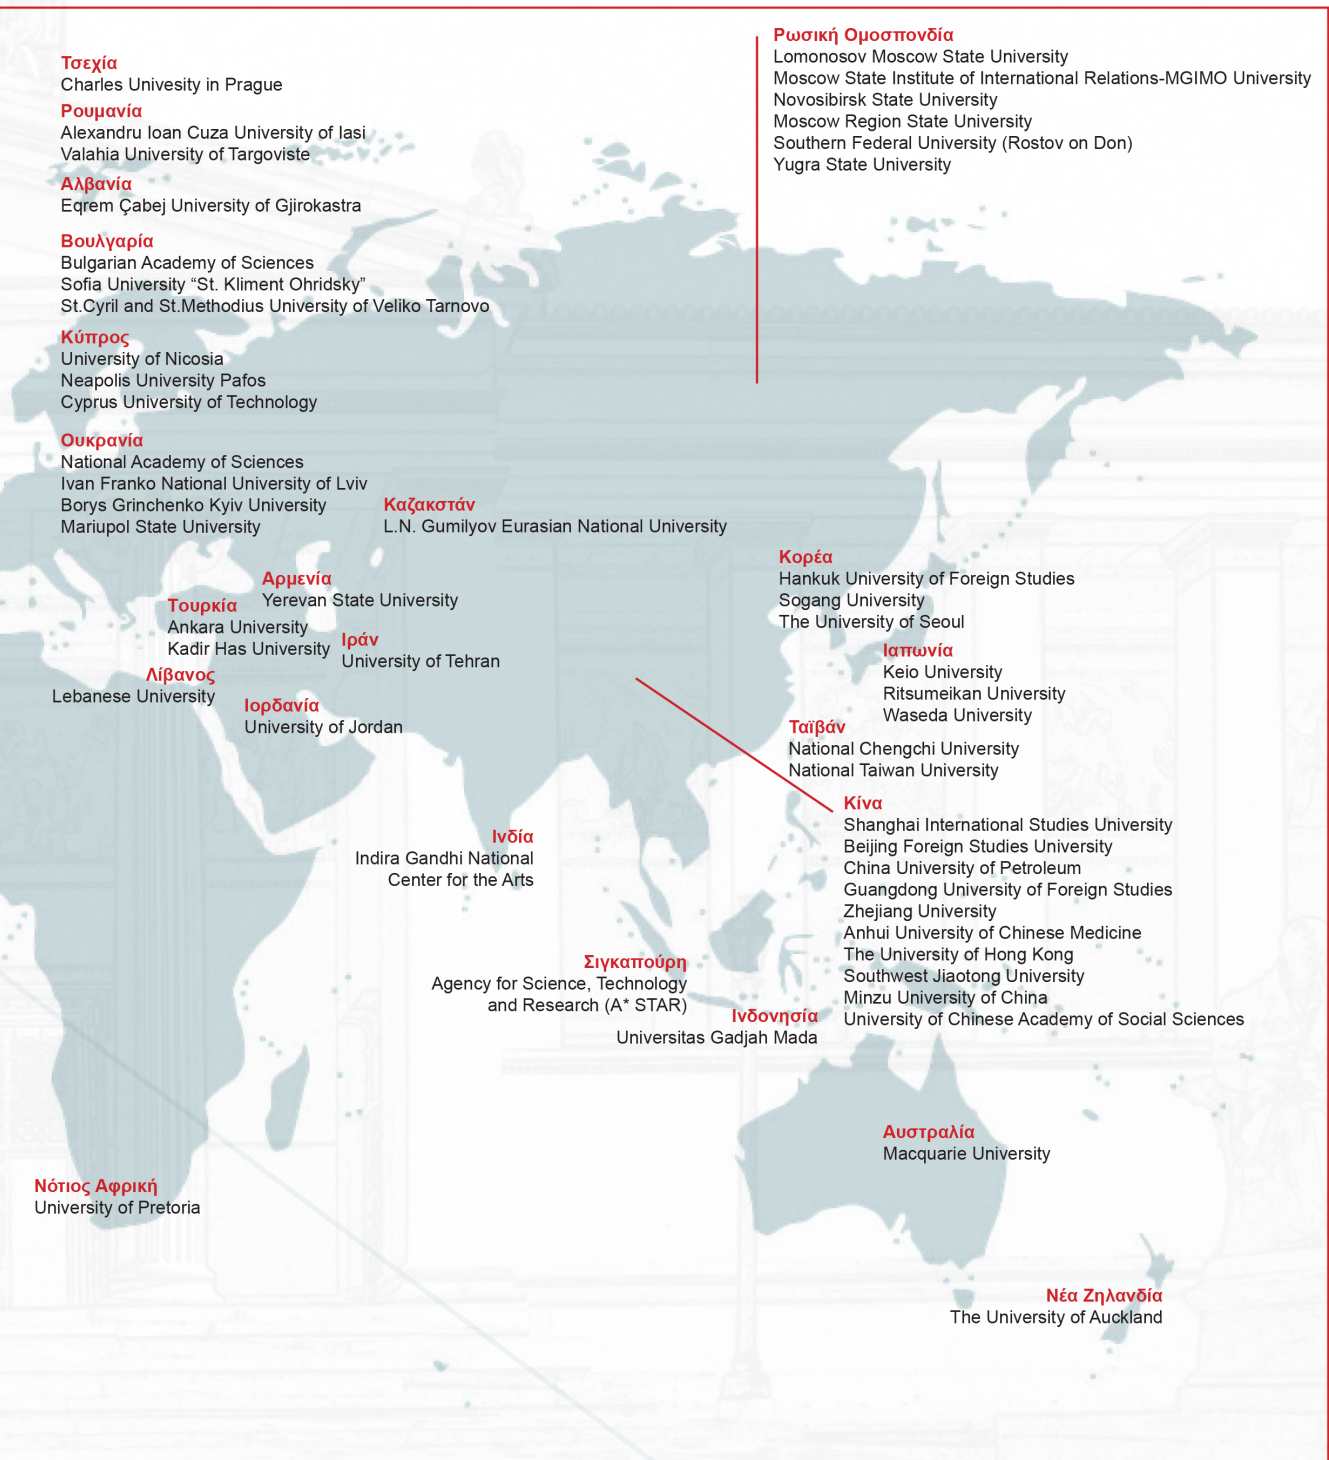 Τσεχία
Charles Univesity in Prague
Ρουμανία
Alexandru Ioan Cuza University of Iasi
Valahia University of Targoviste
Αλβανία
Eqrem Çabej University of Gjirokastra
Βουλγαρία
Bulgarian Academy of Sciences
Sofia University “St. Kliment Ohridsky”
St.Cyril and St.Methodius University of Veliko Tarnovo
Κύπρος
University of Nicosia
Neapolis University Pafos
Cyprus University of Technology
Ουκρανία
National Academy of Sciences
Ivan Franko National University of Lviv
Borys Grinchenko Kyiv University
Mariupol State University
Ρωσική Ομοσπονδία
Lomonosov Moscow State University
Moscow State Institute of International Relations-MGIMO University
Novosibirsk State University
Moscow Region State University
Southern Federal University (Rostov on Don)
Yugra State University
Καζακστάν
L.N. Gumilyov Eurasian National University
Αρμενία
Yerevan State University
Τουρκία
Ankara University
Kadir Has University
Ιράν
University of Tehran
Λίβανος
Lebanese University
Ιορδανία
University of Jordan
Κορέα
Hankuk University of Foreign Studies
Sogang University
The University of Seoul
Ιαπωνία
Keio University
Ritsumeikan University
Waseda University
Ταϊβάν
National Chengchi University
National Taiwan University
Κίνα
Shanghai International Studies University
Beijing Foreign Studies University
China University of Petroleum
Guangdong University of Foreign Studies
Zhejiang University
Anhui University of Chinese Medicine
The University of Hong Kong
Southwest Jiaotong University
Minzu University of China
University of Chinese Academy of Social Sciences
Ινδία
Indira Gandhi National
Center for the Arts
Σιγκαπούρη
Agency for Science, Technology
and Research (A* STAR)
Ινδονησία
Universitas Gadjah Mada
Αυστραλία
Macquarie University
Νότιος Αφρική
University of Pretoria
Νέα Ζηλανδία
The University of Auckland